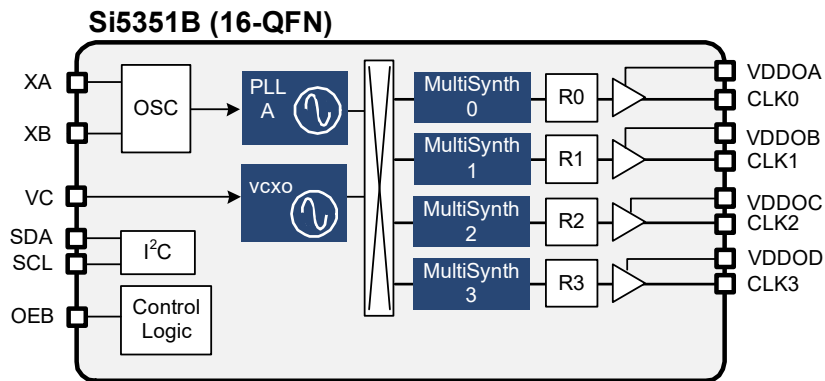 Si5351B (16-QFN)
XA
XB
VC
SDA
SCL
OEB
OSC
I²C
Control
Logic
PLL
A
VCXO
MultiSynth
0
MultiSynth
1
MultiSynth
2
MultiSynth
3
R0
R1
R2
R3
VDDOA
CLK0
VDDOB
CLK1
VDDOC
CLK2
VDDOD
CLK3